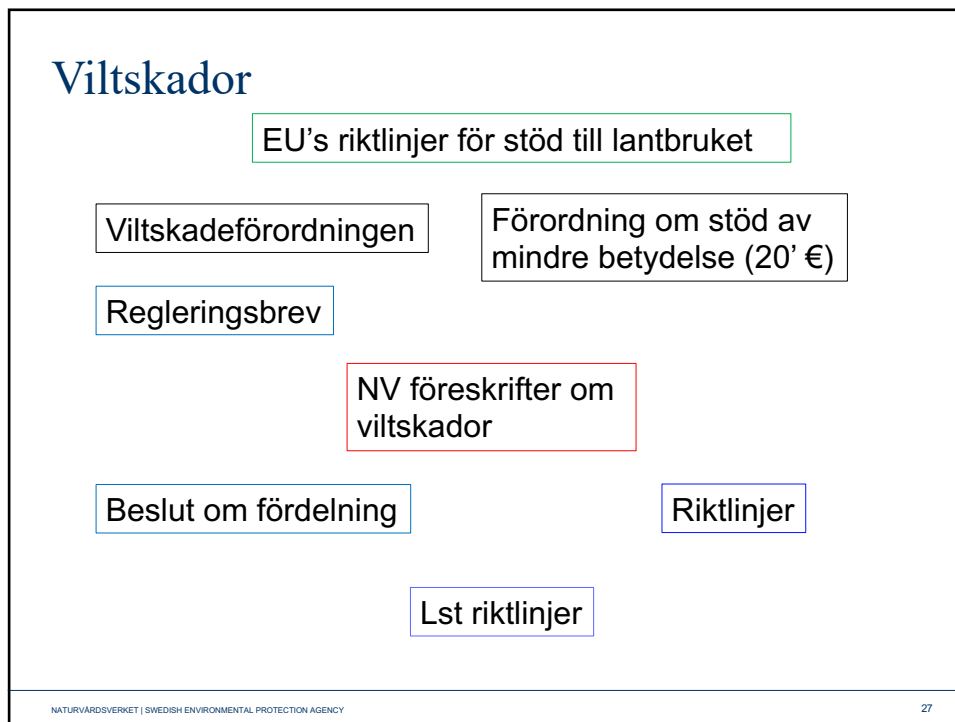 Viltskador
EU’s riktlinjer för stöd till lantbruket
Viltskadeförordningen
Förordning om stöd av
mindre betydelse (20’ €)
Regleringsbrev
NV föreskrifter om
viltskador
Beslut om fördelning
Riktlinjer
Lst riktlinjer
NATURVÅRDSVERKET | SWEDISH ENVIRONMENTAL PROTECTION AGENCY
27